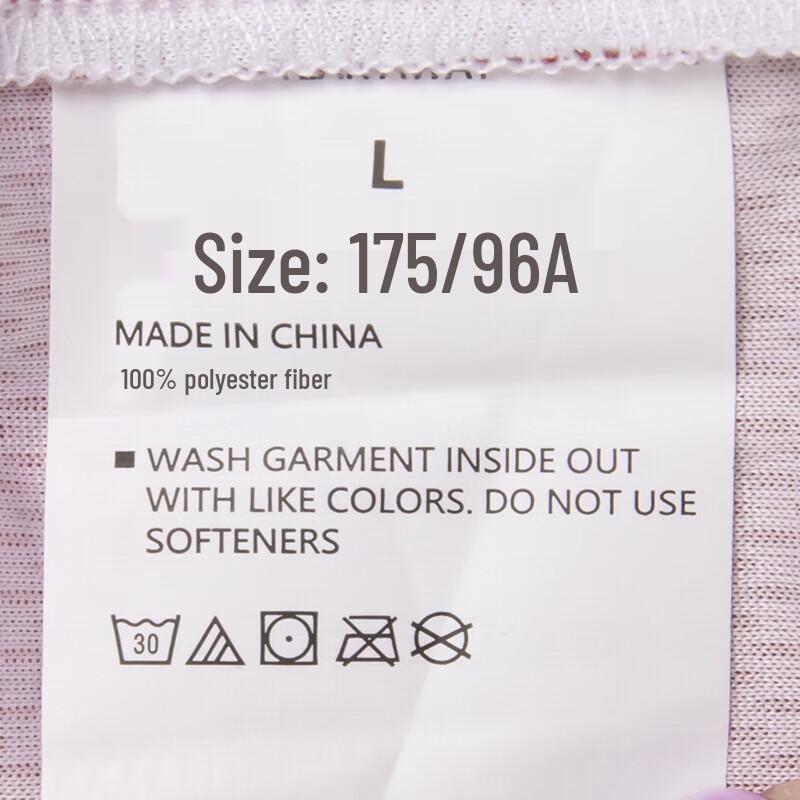 L
Size: 175/96A
MADE IN CHINA
100% polyester fiber
■ WASH GARMENT INSIDE OUT
WITH LIKE COLORS. DO NOT USE
SOFTENERS
30